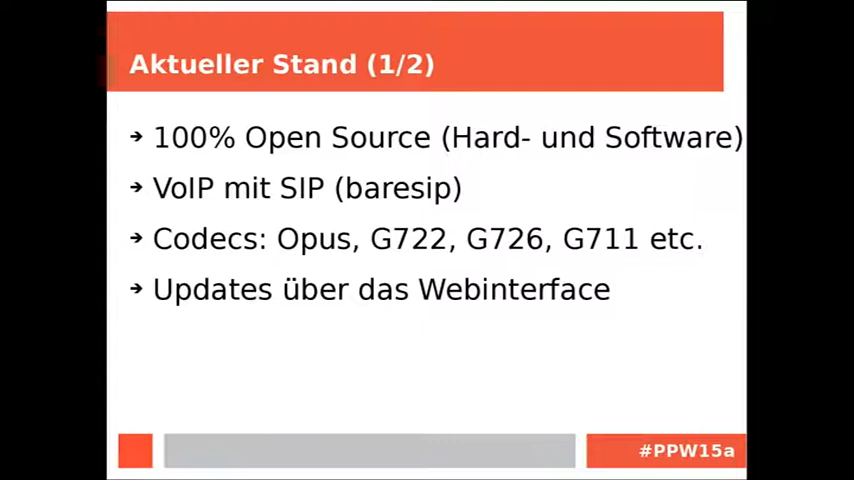 Aktueller Stand (1/2)
➔ 100% Open Source (Hard- und Software)
➔ VoIP mit SIP (baresip)
➔ Codecs: Opus, G722, G726, G711 etc.
➔ Updates über das Webinterface
#PPW15a